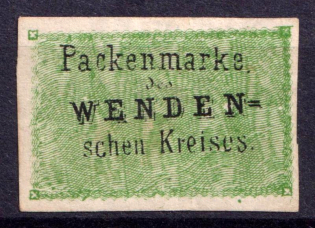 Packenmarke
des
WENDEN=
schen Kreises.